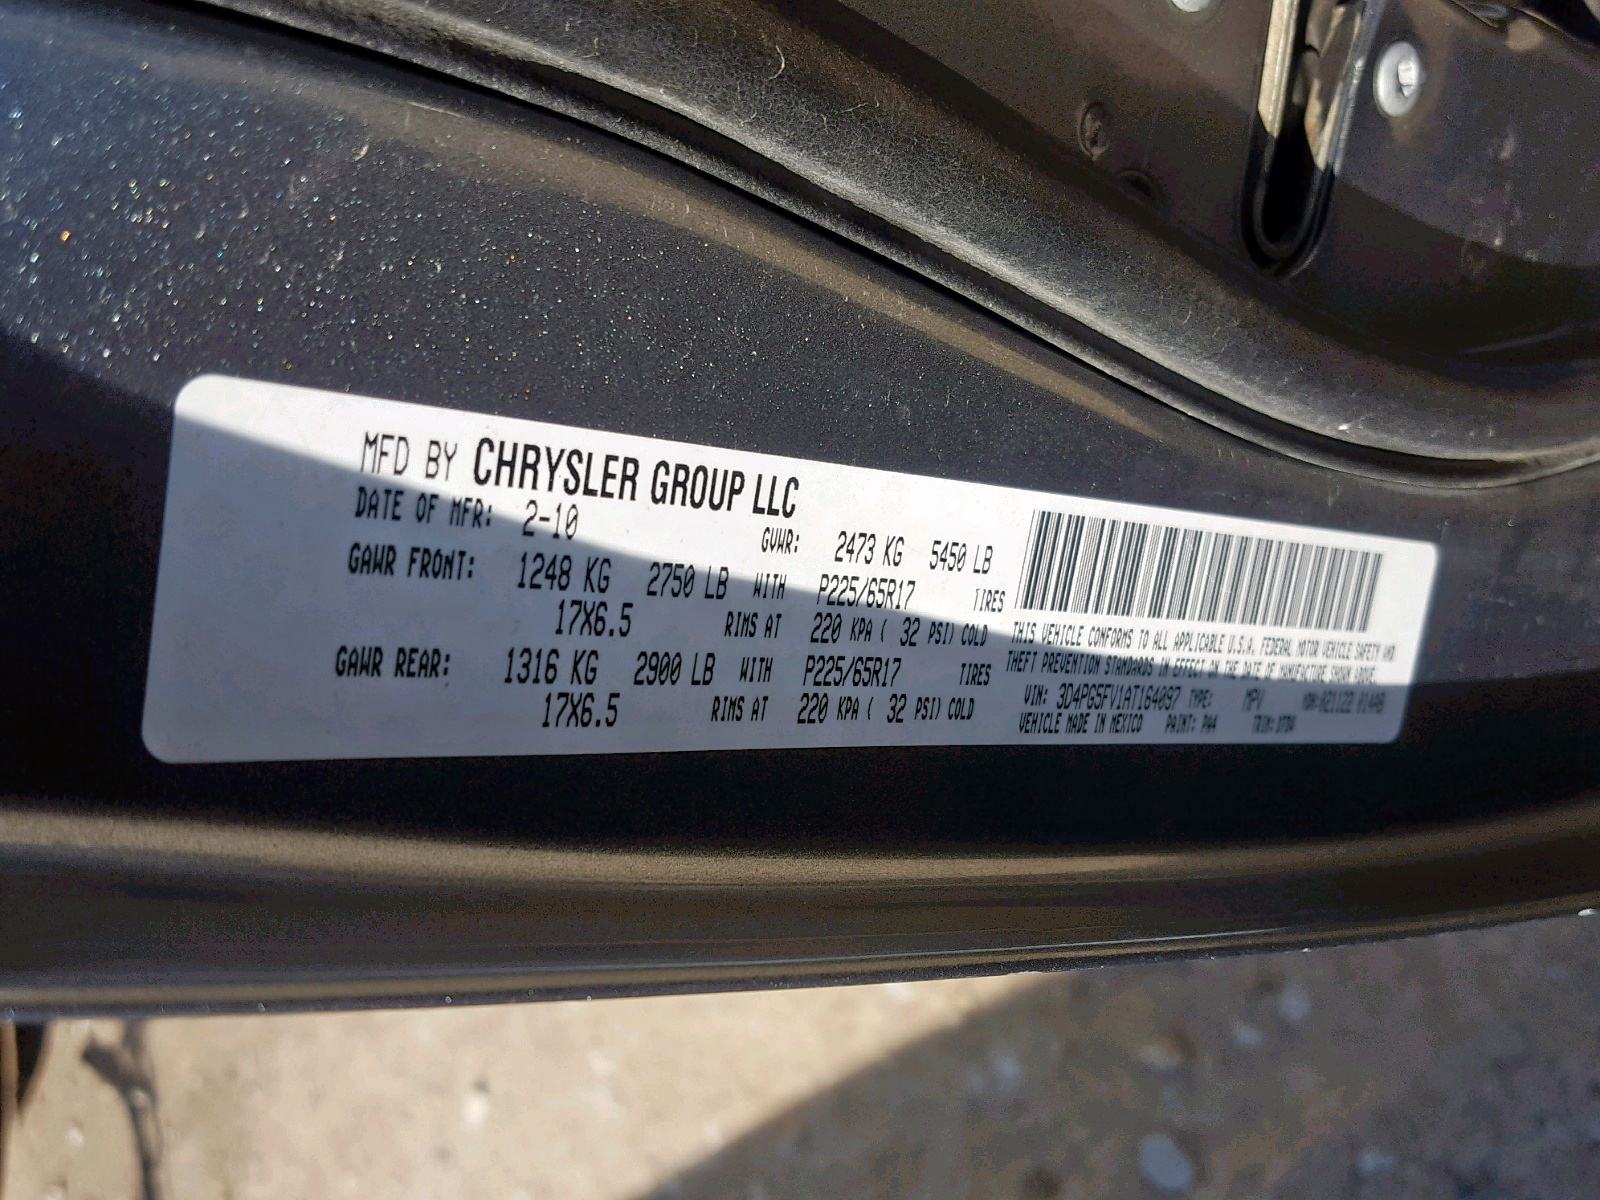 MFD BY CHRYSLER GROUP LLC
DATE OF MFR: 2-10 GVWR: 2473 KG 5450 LB
GAWR FRONT: 1248 KG 2750 LB WITH P225/65R17 TIRES
17X6.5 RIMS AT 220 KPA ( 32 PSI) COLD
GAWR REAR: 1316 KG 2900 LB WITH P225/65R17 TIRES
17X6.5 RIMS AT 220 KPA ( 32 PSI) COLD
THIS VEHICLE CONFORMS TO ALL APPLICABLE U.S.A. FEDERAL MOTOR VEHICLE SAFETY AND
THEFT PREVENTION STANDARDS IN EFFECT ON THE DATE OF MANUFACTURE SHOWN ABOVE.
VIN: 3D4PG5FV1AT164097 TYPE: MPV
VEHICLE MADE IN MEXICO PAINT: PA4 TRIM: